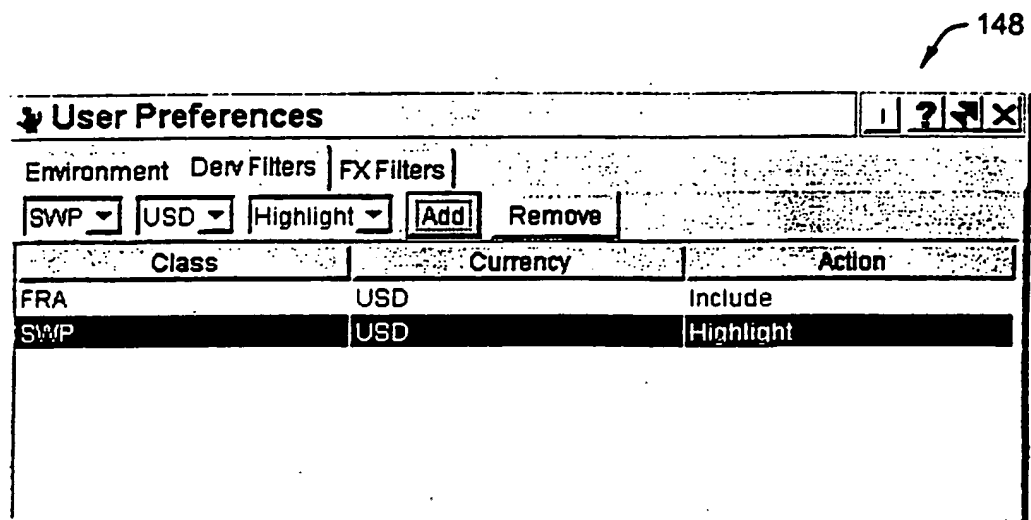 148
User Preferences
Environment Derv Filters FX Filters
SWP USD Highlight Add Remove
Class Currency Action
FRA USD Include
SWP USD Highlight